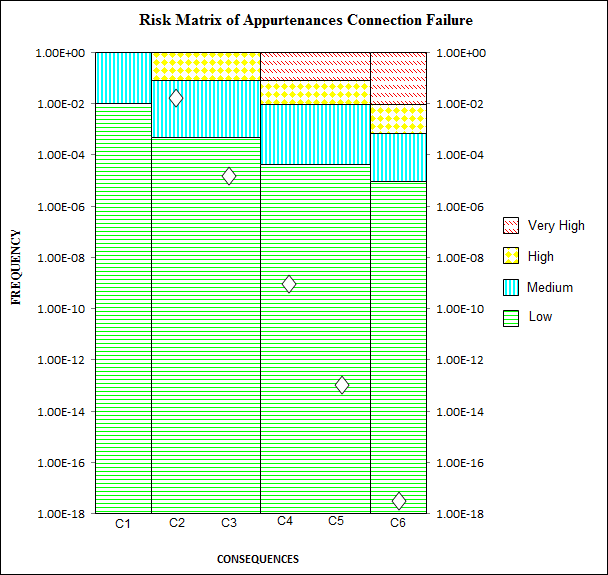 Risk Matrix of Appurtenances Connection Failure
1.00E+00 1.00E+00
1.00E-02 1.00E-02
1.00E-04 1.00E-04
1.00E-06 1.00E-06
1.00E-08 1.00E-08
1.00E-10 1.00E-10
1.00E-12 1.00E-12
1.00E-14 1.00E-14
1.00E-16 1.00E-16
1.00E-18 1.00E-18
FREQUENCY
Very High
High
Medium
Low
C1 C2 C3 C4 C5 C6
CONSEQUENCES